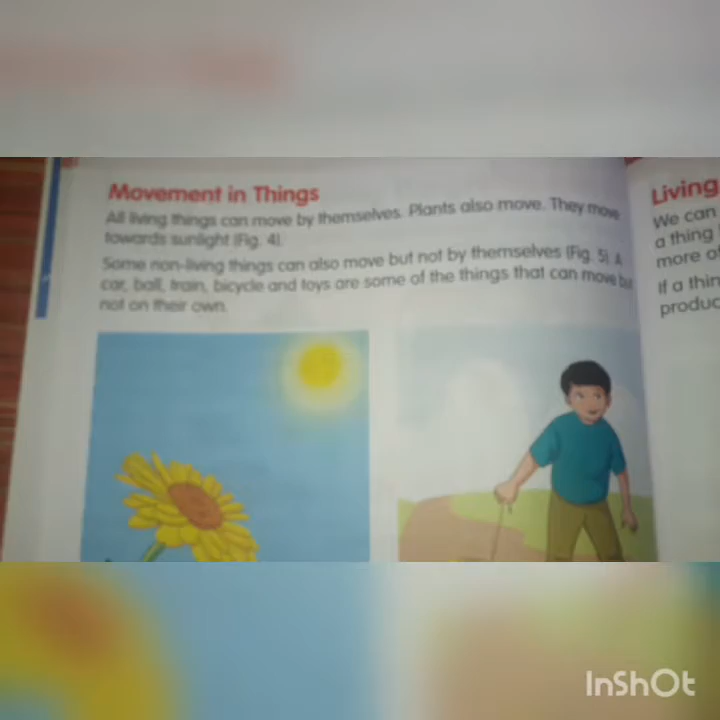 Movement in Things
All living things can move by themselves. Plants also move. They move
towards sunlight (Fig. 4).
Some non-living things can also move but not by themselves (Fig. 5). A
car, ball, train, bicycle and toys are some of the things that can move but
not on their own.
Living
We can
a thing
more of
If a thin
produc
InShOt